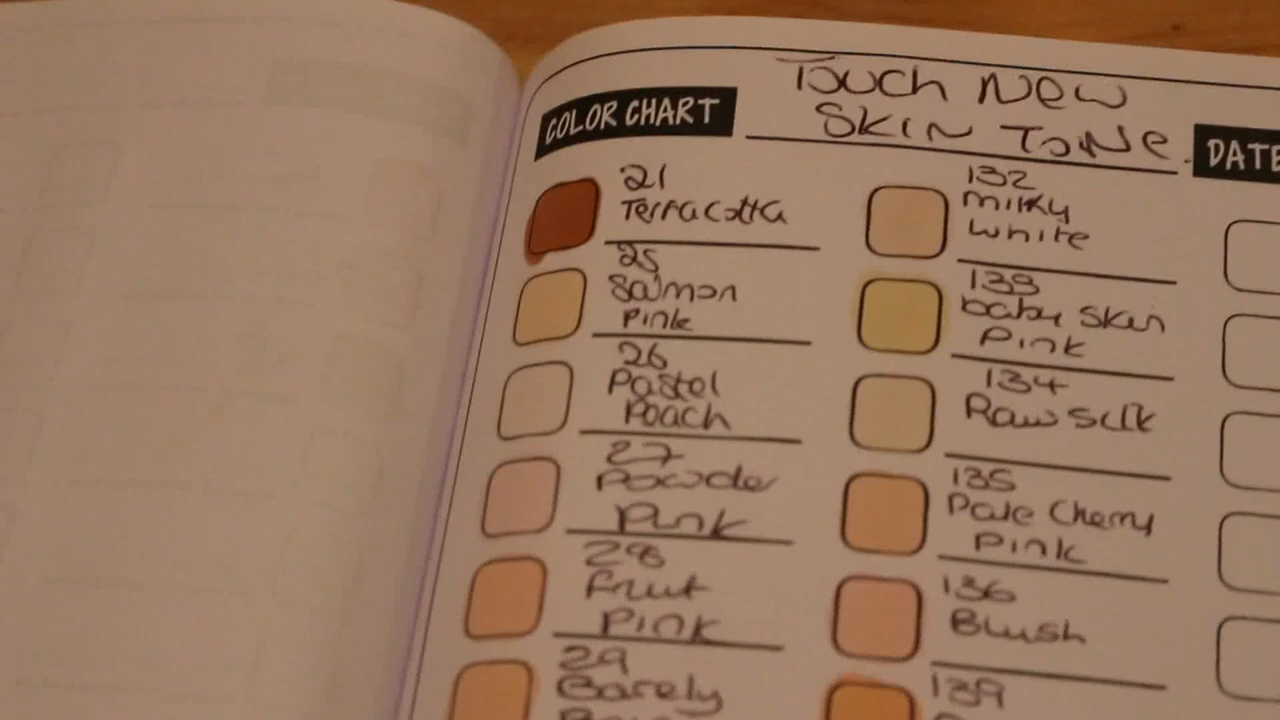 COLOR CHART
Touch New
Skin Tone
DATE
21
Terracotta
25
Salmon
Pink
26
Pastel
Peach
27
Powder
Pink
28
Fruit
Pink
29
Barely
132
milky
white
133
baby skin
Pink
134
Raw silk
135
Pale Cherry
Pink
136
Blush
139